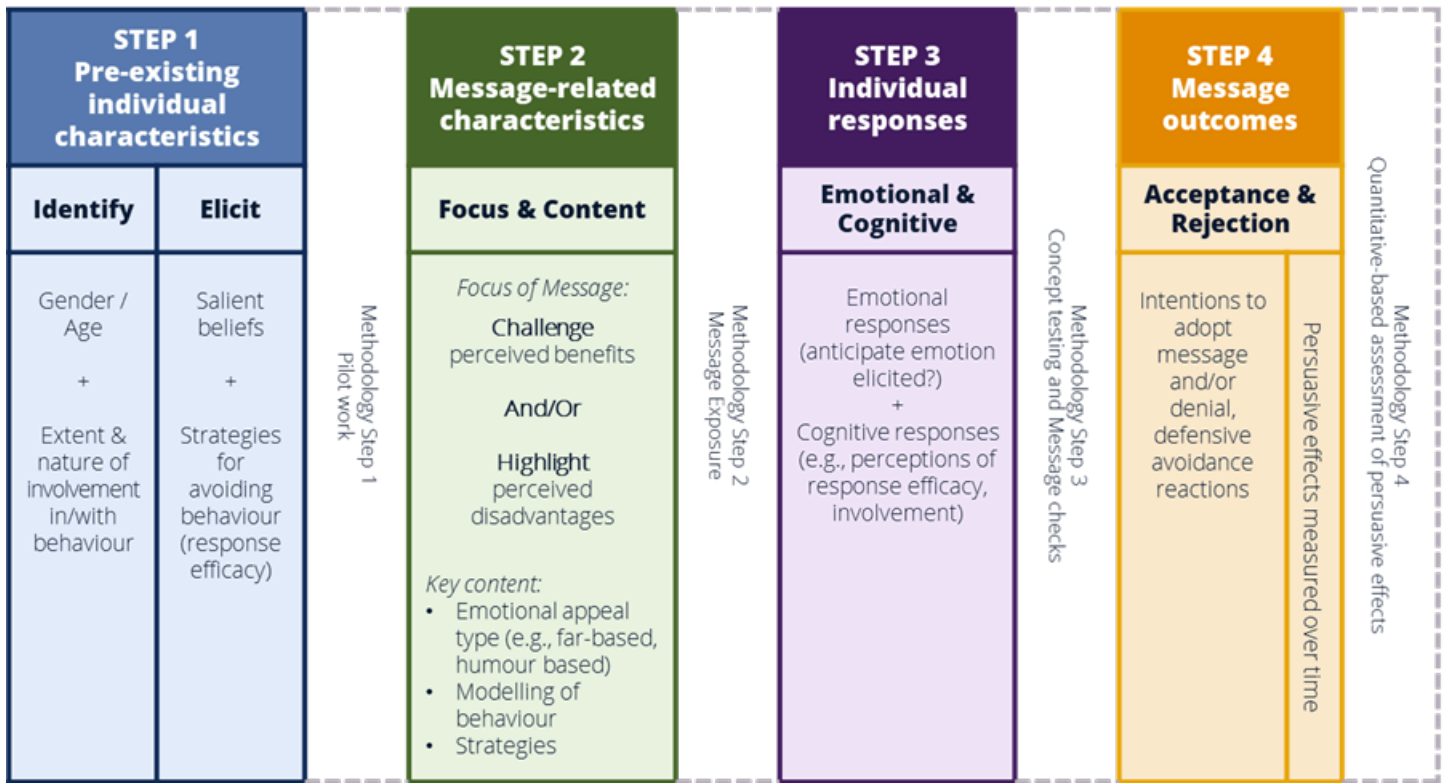 STEP 1
Pre-existing
individual
characteristics
Identify
Elicit
Gender /
Age
+
Extent &
nature of
involvement
in/with
behaviour
Salient
beliefs
+
Strategies
for
avoiding
behaviour
(response
efficacy)
Methodology Step 1
Pilot work
STEP 2
Message-related
characteristics
Focus & Content
Focus of Message:
Challenge
perceived benefits
And/Or
Highlight
perceived
disadvantages
Key content:
• Emotional appeal
type (e.g., far-based,
humour based)
• Modelling of
behaviour
• Strategies
Methodology Step 2
Message Exposure
STEP 3
Individual
responses
Emotional &
Cognitive
Emotional
responses
(anticipate emotion
elicited?)
+
Cognitive responses
(e.g., perceptions of
response efficacy,
involvement)
Methodology Step 3
Concept testing and Message checks
STEP 4
Message
outcomes
Acceptance &
Rejection
Intentions to
adopt
message
and/or
denial,
defensive
avoidance
reactions
Persuasive effects measured over time
Methodology Step 4
Quantitative-based assessment of persuasive effects